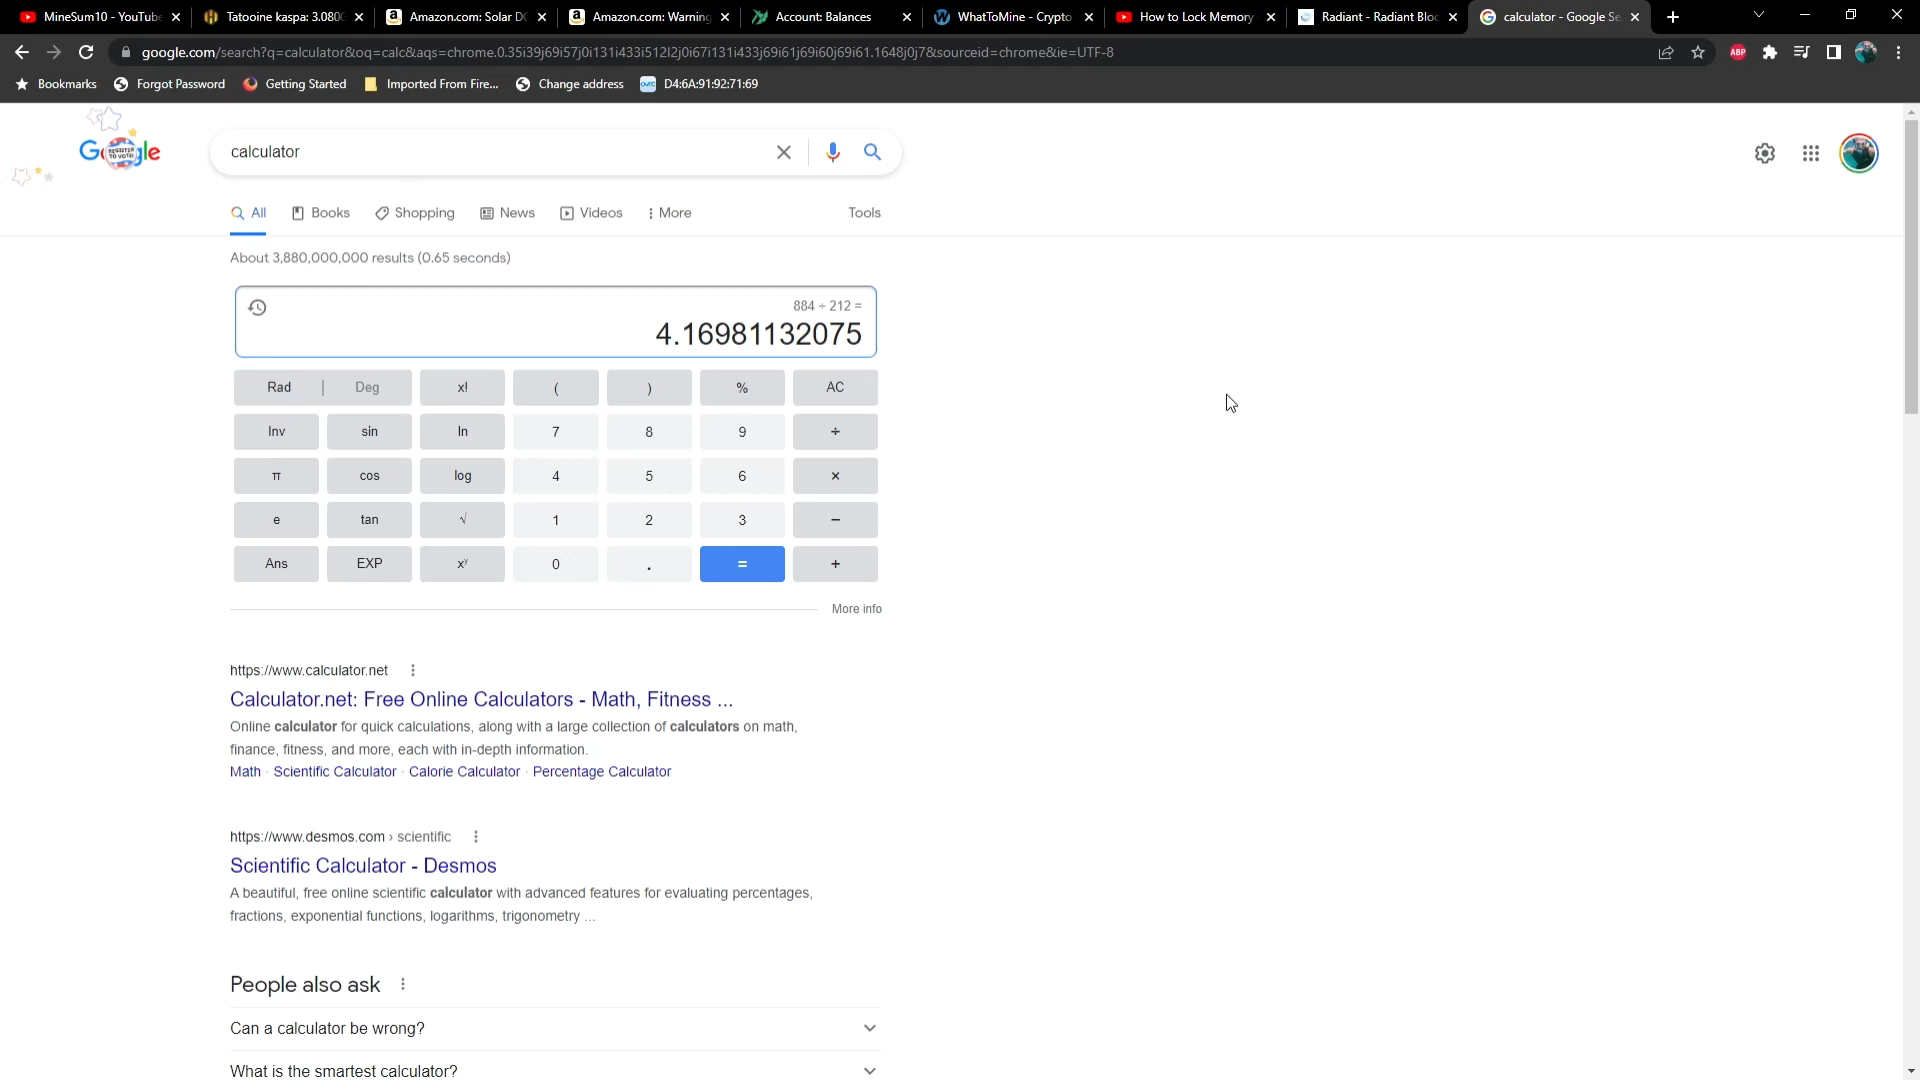 MineSum10 - YouTube
Tatooine kaspa: 3.080G
Amazon.com: Solar DC
Amazon.com: Warning
Account: Balances
WhatToMine - Crypto
How to Lock Memory
Radiant - Radiant Bloc
calculator - Google Se
google.com/search?q=calculator&oq=calc&aqs=chrome.0.35i39j69i57j0i131i433i512l2j0i67i131i433j69i61j69i60j69i61.1648j0j7&sourceid=chrome&ie=UTF-8
ABP
Bookmarks
Forgot Password
Getting Started
Imported From Fire...
Change address
ovrc
D4:6A:91:92:71:69
Google
REGISTER TO VOTE!
calculator
All
Books
Shopping
News
Videos
More
Tools
About 3,880,000,000 results (0.65 seconds)
884 ÷ 212 =
4.16981132075
Rad | Deg x! ( ) % AC
Inv sin ln 7 8 9 ÷
π cos log 4 5 6 ×
e tan √ 1 2 3 −
Ans EXP xʸ 0 . = +
More info
https://www.calculator.net
Calculator.net: Free Online Calculators - Math, Fitness ...
Online calculator for quick calculations, along with a large collection of calculators on math,
finance, fitness, and more, each with in-depth information.
Math · Scientific Calculator · Calorie Calculator · Percentage Calculator
https://www.desmos.com › scientific
Scientific Calculator - Desmos
A beautiful, free online scientific calculator with advanced features for evaluating percentages,
fractions, exponential functions, logarithms, trigonometry ...
People also ask
Can a calculator be wrong?
What is the smartest calculator?